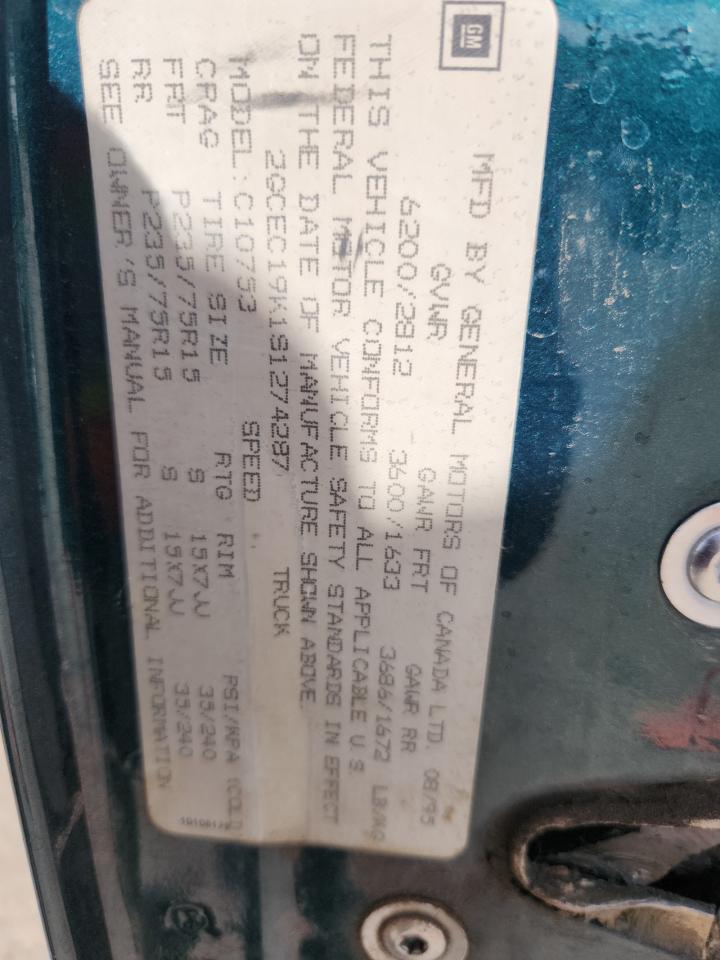 GM
MFD BY GENERAL MOTORS OF CANADA LTD. 08/95
GVWR GAWR FRT GAWR RR
6200/2812 3600/1633 3686/1672 LB/KG
THIS VEHICLE CONFORMS TO ALL APPLICABLE U.S.
FEDERAL MOTOR VEHICLE SAFETY STANDARDS IN EFFECT
ON THE DATE OF MANUFACTURE SHOWN ABOVE.
2GCEC19K1S1274287 TRUCK
MODEL: C10753 SPEED
CRAG TIRE SIZE RTG RIM PSI/KPA (COLD)
FRT P235/75R15 S 15X7JJ 35/240
RR P235/75R15 S 15X7JJ 35/240
SEE OWNER'S MANUAL FOR ADDITIONAL INFORMATION